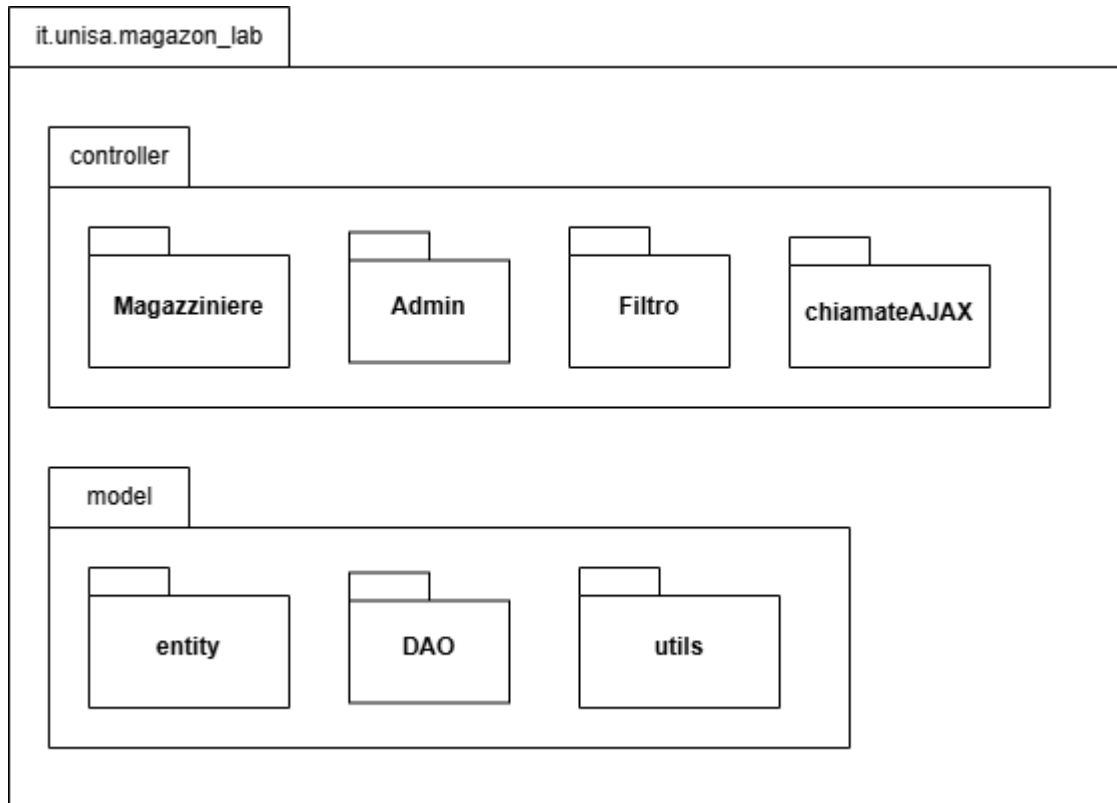 it.unisa.magazon_lab
controller
Magazziniere
Admin
Filtro
chiamateAJAX
model
entity
DAO
utils